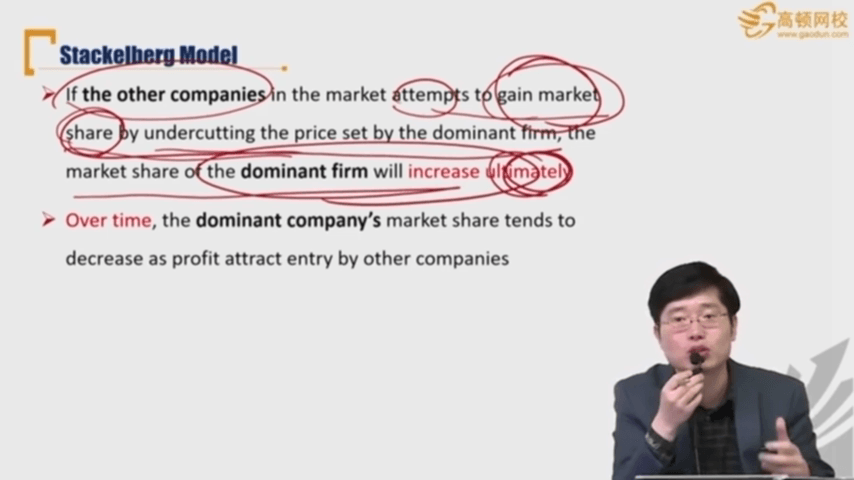 高顿网校
www.gaodun.com
Stackelberg Model
If the other companies in the market attempts to gain market
share by undercutting the price set by the dominant firm, the
market share of the dominant firm will increase ultimately
Over time, the dominant company's market share tends to
decrease as profit attract entry by other companies